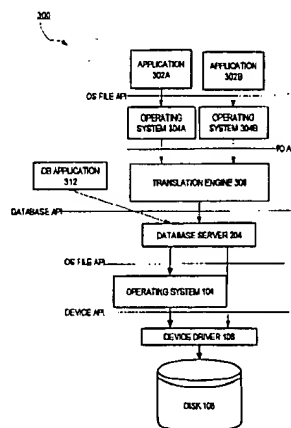 300
APPLICATION
302A
APPLICATION
302B
OS FILE API
OPERATING
SYSTEM 304A
OPERATING
SYSTEM 304B
TO A
TRANSLATION ENGINE 308
DB APPLICATION
312
DATABASE API
DATABASE SERVER 204
OS FILE API
OPERATING SYSTEM 104
DEVICE API
DEVICE DRIVER 106
DISK 108